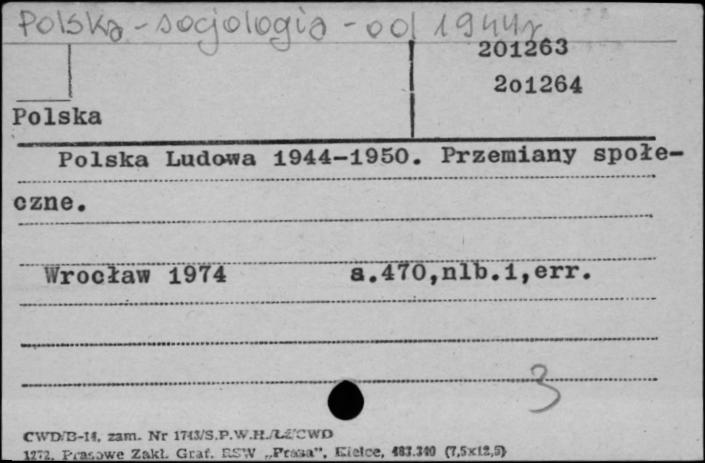 Polska - socjologia - od 1944r
201263
2o1264
Polska
Polska Ludowa 1944-1950. Przemiany społe-
czne.
Wrocław 1974 s.470,nlb.1,err.
3
CWD/B-14, zam. Nr 1743/S.P.W.H./ŁE/CWD
1272. Prasowe Zakł. Graf. RSW „Prasa", Kielce, 483.340 (7,5x12,5)